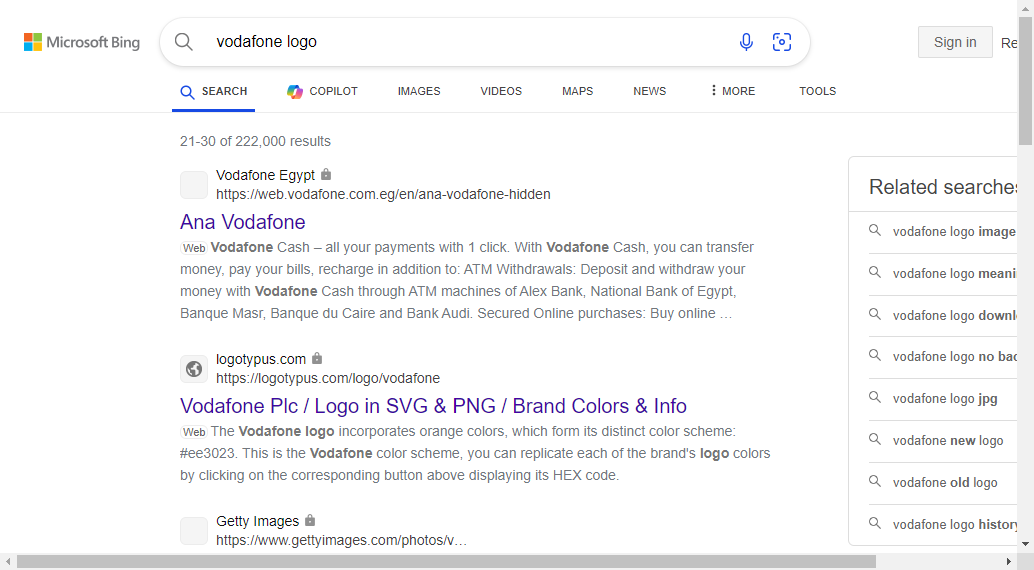 Microsoft Bing
vodafone logo
Sign in
Re
SEARCH
COPILOT
IMAGES
VIDEOS
MAPS
NEWS
MORE
TOOLS
21-30 of 222,000 results
Vodafone Egypt
https://web.vodafone.com.eg/en/ana-vodafone-hidden
Ana Vodafone
Web Vodafone Cash – all your payments with 1 click. With Vodafone Cash, you can transfer
money, pay your bills, recharge in addition to: ATM Withdrawals: Deposit and withdraw your
money with Vodafone Cash through ATM machines of Alex Bank, National Bank of Egypt,
Banque Masr, Banque du Caire and Bank Audi. Secured Online purchases: Buy online …
logotypus.com
https://logotypus.com/logo/vodafone
Vodafone Plc / Logo in SVG & PNG / Brand Colors & Info
Web The Vodafone logo incorporates orange colors, which form its distinct color scheme:
#ee3023. This is the Vodafone color scheme, you can replicate each of the brand's logo colors
by clicking on the corresponding button above displaying its HEX code.
Getty Images
https://www.gettyimages.com/photos/v…
Related searches
vodafone logo image
vodafone logo meani
vodafone logo downl
vodafone logo no bac
vodafone logo jpg
vodafone new logo
vodafone old logo
vodafone logo history